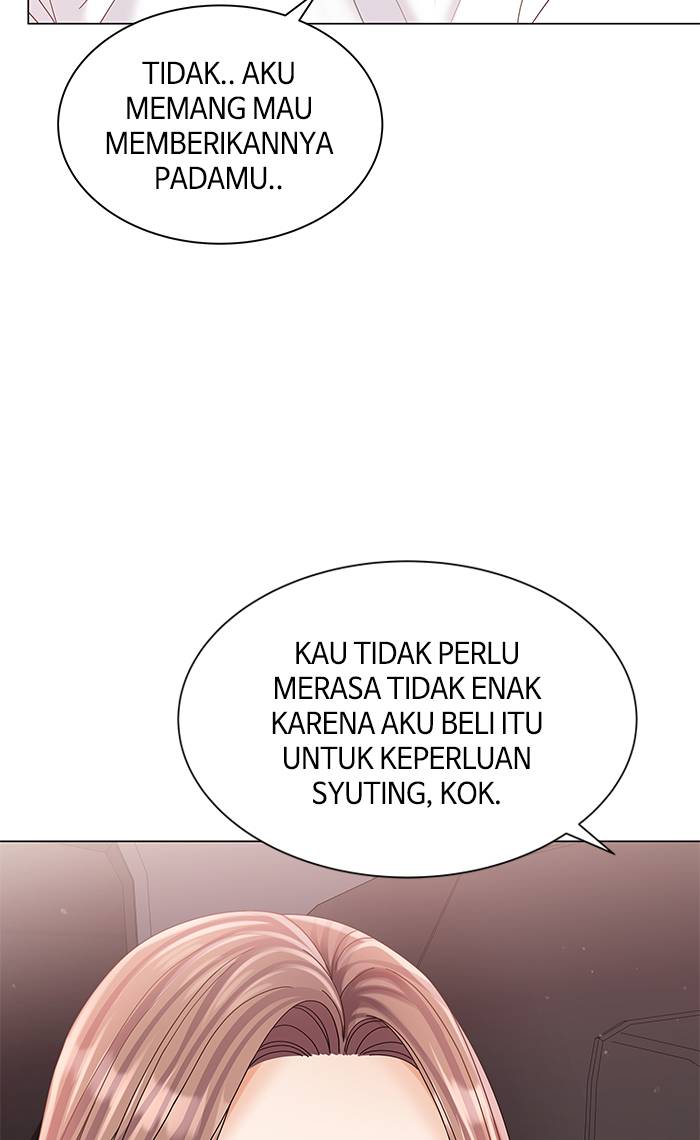 TIDAK.. AKU
MEMANG MAU
MEMBERIKANNYA
PADAMU..
KAU TIDAK PERLU
MERASA TIDAK ENAK
KARENA AKU BELI ITU
UNTUK KEPERLUAN
SYUTING, KOK.